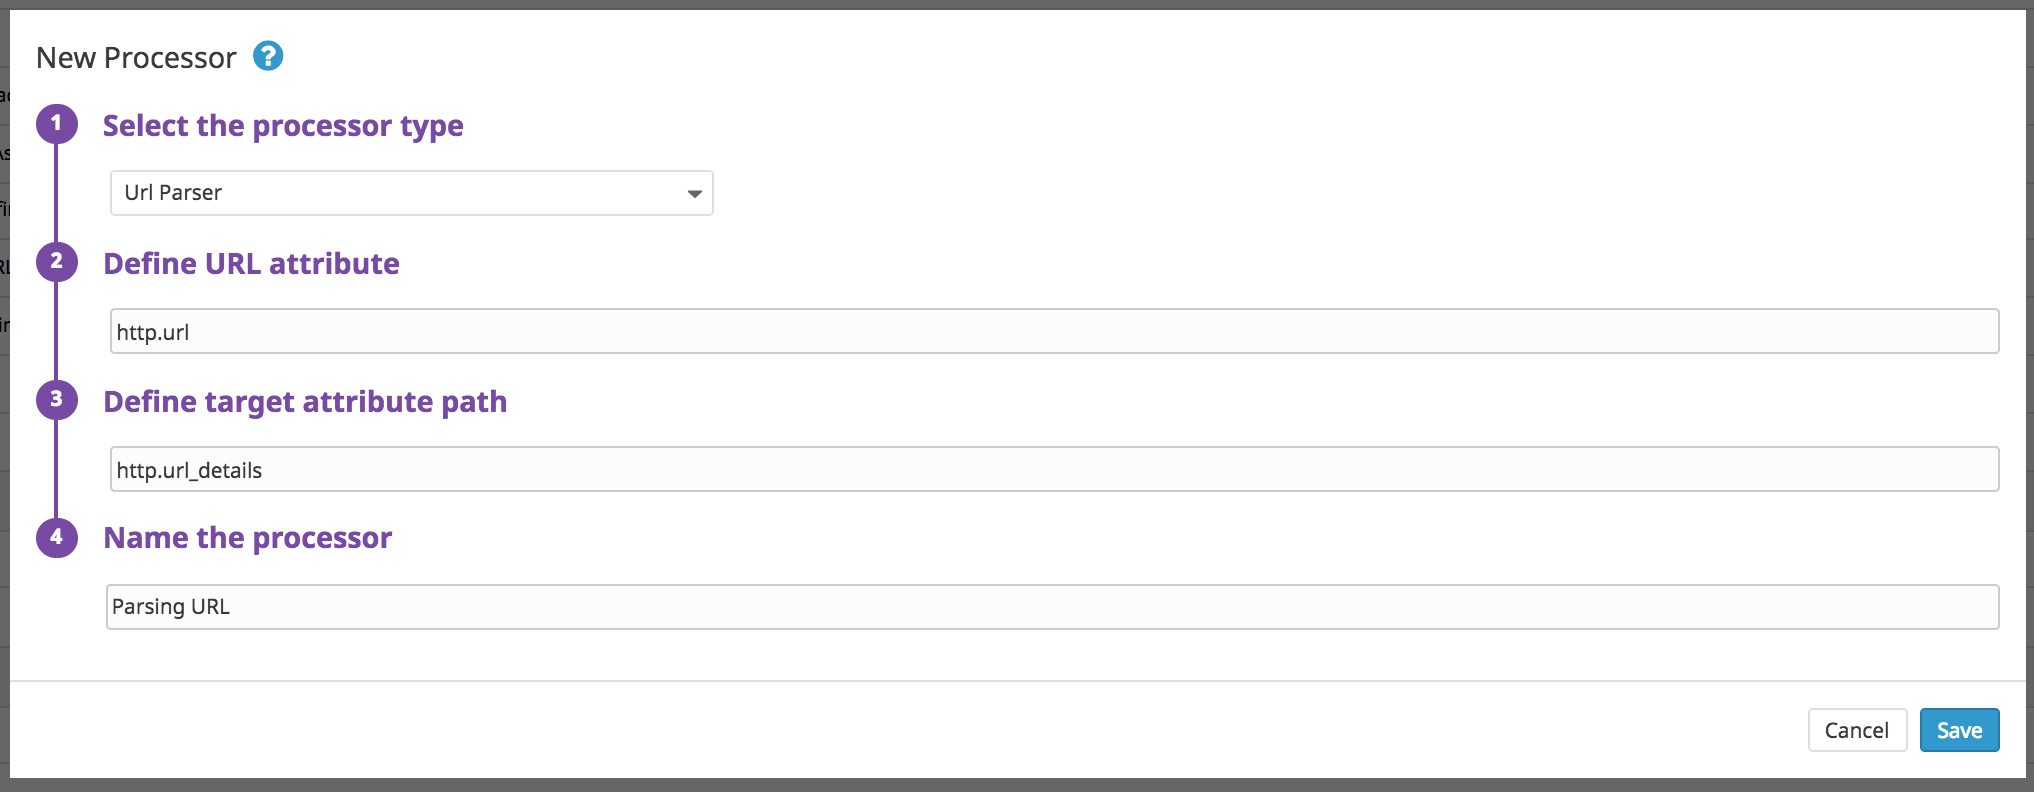 New Processor ?
1 Select the processor type
Url Parser
2 Define URL attribute
http.url
3 Define target attribute path
http.url_details
4 Name the processor
Parsing URL
Cancel Save